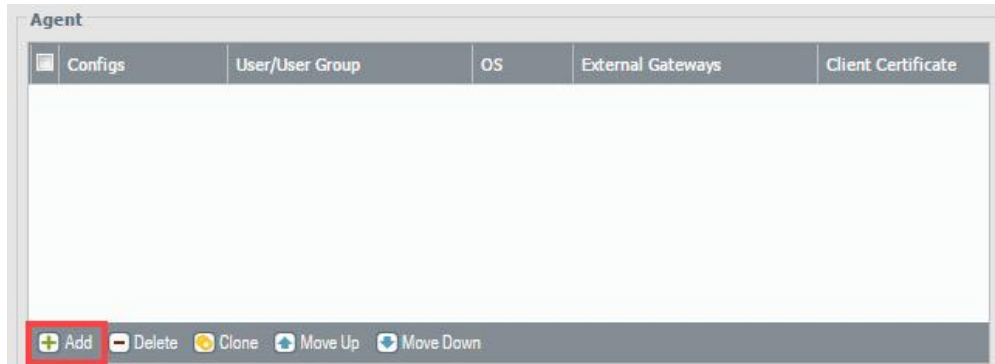 Agent
Configs User/User Group OS External Gateways Client Certificate
Add Delete Clone Move Up Move Down